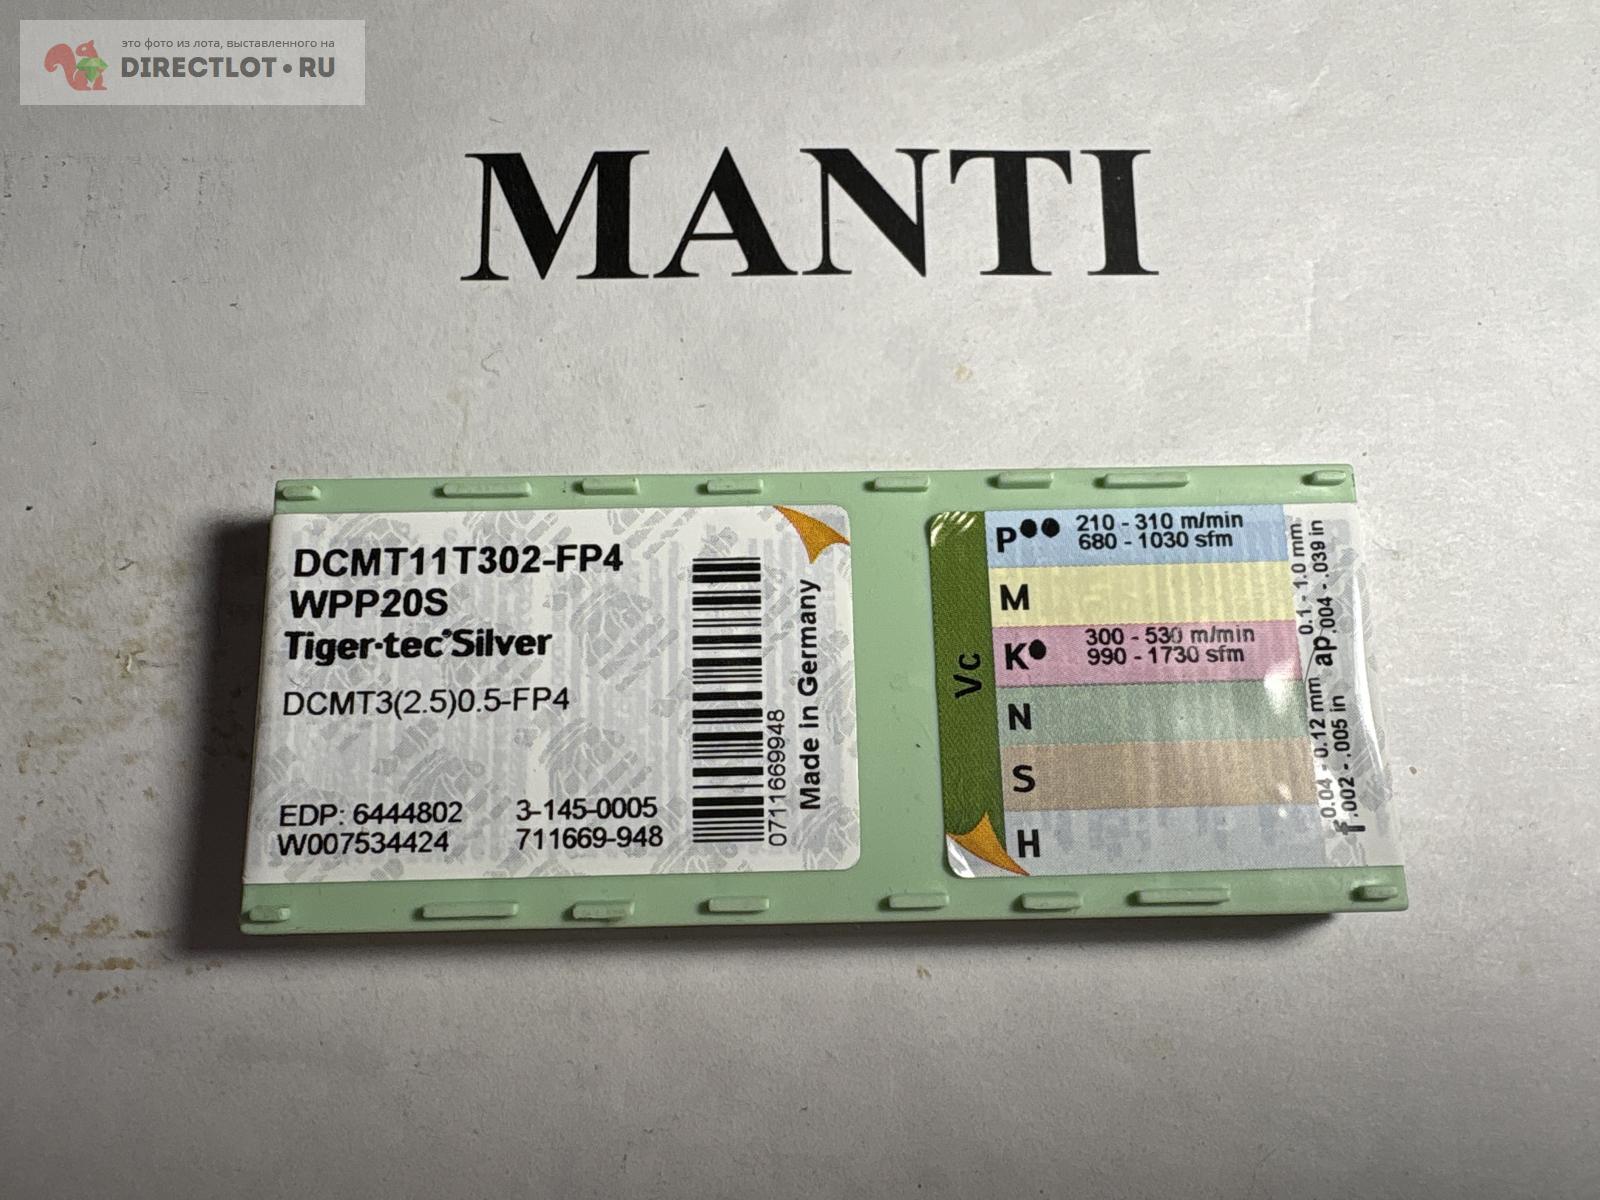 это фото из лота, выставленного на
DIRECTLOT•RU
MANTI
DCMT11T302-FP4
WPP20S
Tiger·tec®Silver
DCMT3(2.5)0.5-FP4
EDP: 6444802 3-145-0005
W007534424 711669-948
0711669948
Made in Germany
Vc
P●● 210 - 310 m/min
680 - 1030 sfm
M
K● 300 - 530 m/min
990 - 1730 sfm
N
S
H
f 0.04 - 0.12 mm
.002 - .005 in
ap 0.1 - 1.0 mm
.004 - .039 in